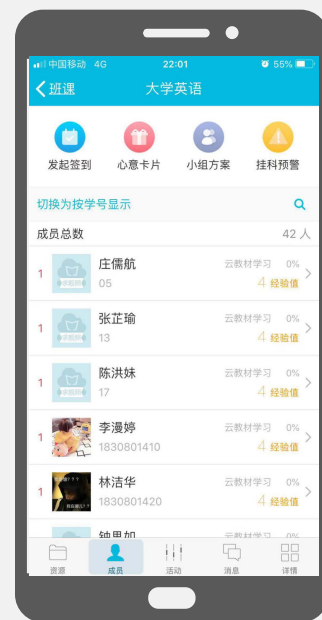 中国移动 4G 22:01 55%
班课 大学英语
发起签到 心意卡片 小组方案 挂科预警
切换为按学号显示
成员总数 42 人
1 庄儒航 云教材学习 0%
05 4 经验值
1 张芷瑜 云教材学习 0%
13 4 经验值
1 陈洪妹 云教材学习 0%
17 4 经验值
1 李漫婷 云教材学习 0%
1830801410 4 经验值
1 林洁华 云教材学习 0%
1830801420 4 经验值
云教材学习 0%
资源 成员 活动 消息 详情